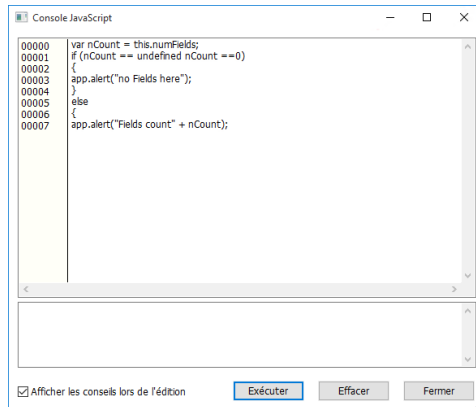 Console JavaScript
00000 var nCount = this.numFields;
00001 if (nCount == undefined nCount ==0)
00002 {
00003 app.alert("no Fields here");
00004 }
00005 else
00006 {
00007 app.alert("Fields count" + nCount);
Afficher les conseils lors de l'édition Exécuter Effacer Fermer